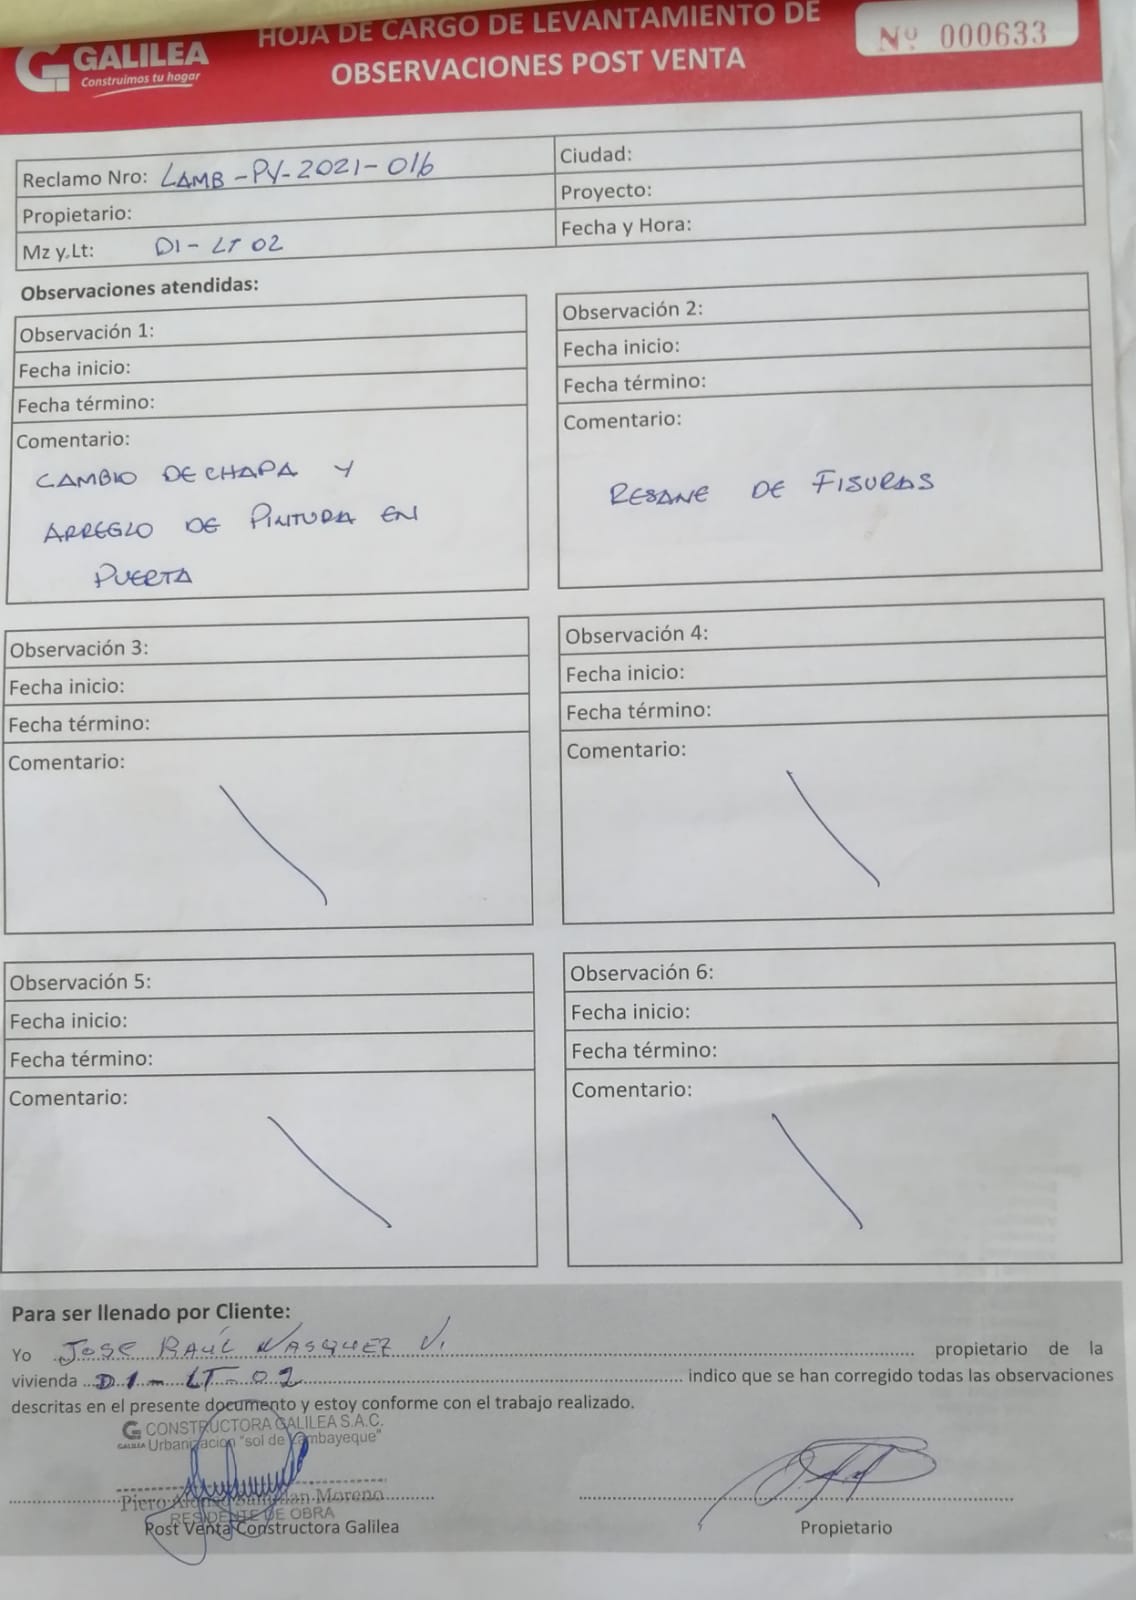 GALILEA
Construimos tu hogar
HOJA DE CARGO DE LEVANTAMIENTO DE
OBSERVACIONES POST VENTA
Nº 000633
Reclamo Nro: LAMB-PV-2021-016
Propietario:
Mz y Lt: D1-LT 02
Ciudad:
Proyecto:
Fecha y Hora:
Observaciones atendidas:
Observación 1:
Fecha inicio:
Fecha término:
Comentario:
CAMBIO DE CHAPA Y
ARREGLO DE PINTURA EN
PUERTA
Observación 2:
Fecha inicio:
Fecha término:
Comentario:
RESANE DE FISURAS
Observación 3:
Fecha inicio:
Fecha término:
Comentario:
Observación 4:
Fecha inicio:
Fecha término:
Comentario:
Observación 5:
Fecha inicio:
Fecha término:
Comentario:
Observación 6:
Fecha inicio:
Fecha término:
Comentario:
Para ser llenado por Cliente:
Yo JOSE RAÚL VASQUEZ V. propietario de la
vivienda D1-LT-02 indico que se han corregido todas las observaciones
descritas en el presente documento y estoy conforme con el trabajo realizado.
CONSTRUCTORA GALILEA S.A.C.
GALILEA Urbanizacion "sol de Lambayeque"
Piero Moreno
RESIDENTE DE OBRA
Post Venta Constructora Galilea
Propietario